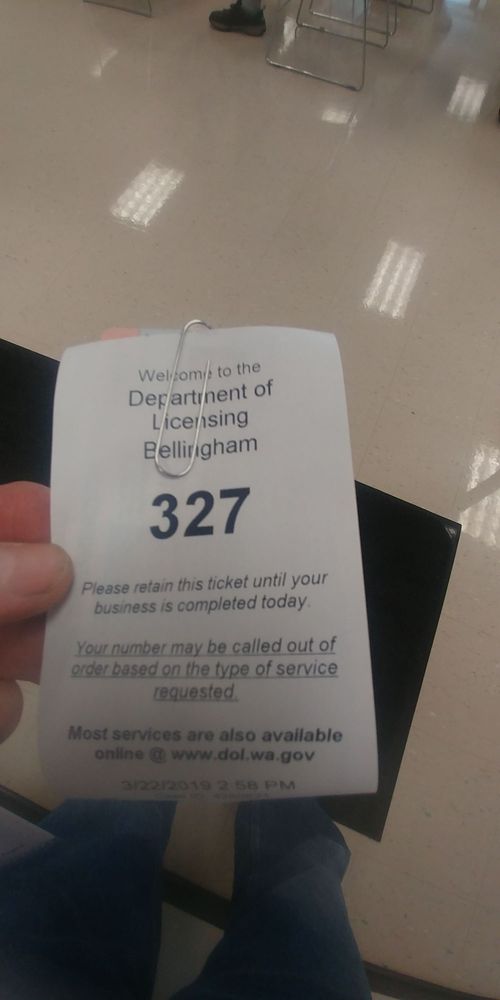 Welcome to the
Department of
Licensing
Bellingham
327
Please retain this ticket until your
business is completed today.
Your number may be called out of
order based on the type of service
requested.
Most services are also available
online @ www.dol.wa.gov
3/22/2019 2:58 PM